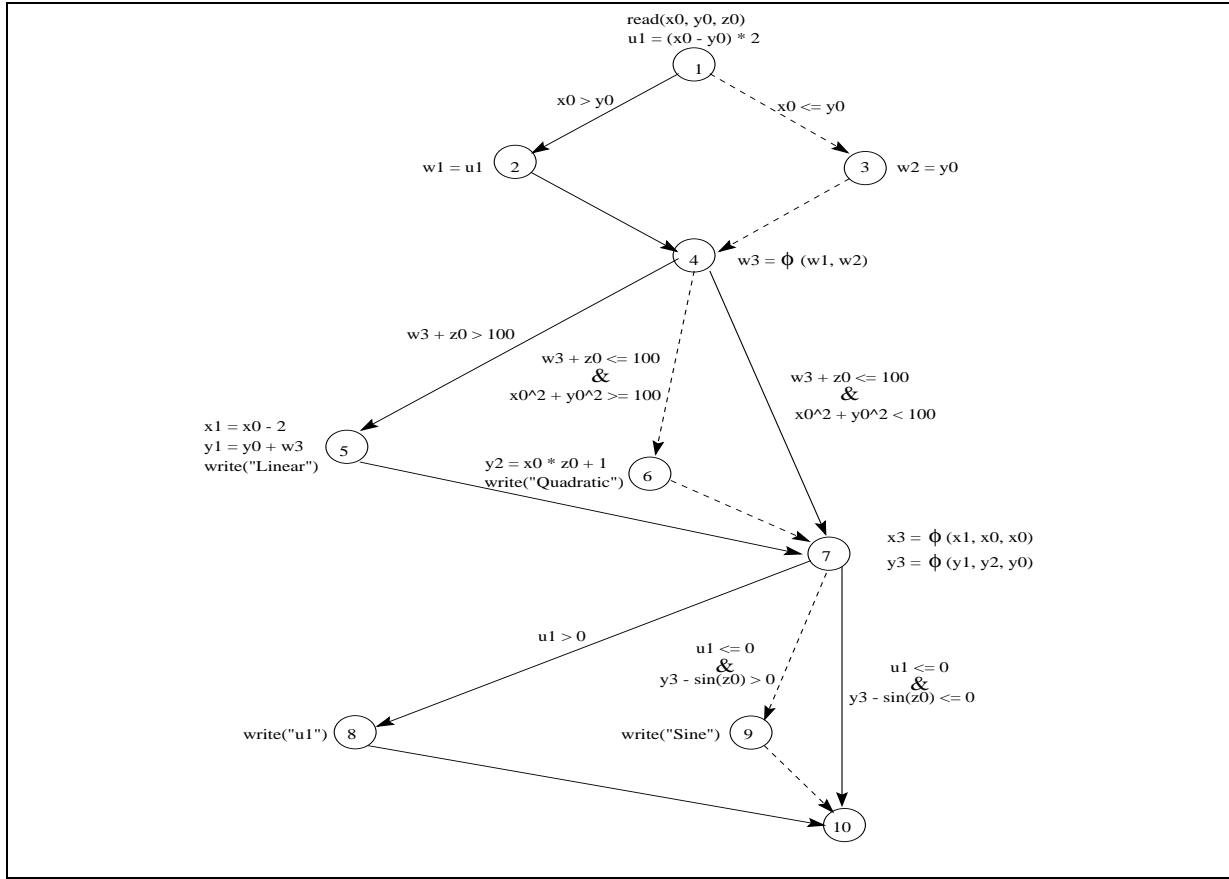 read(x0, y0, z0)
u1 = (x0 - y0) * 2
1
x0 > y0
x0 <= y0
w1 = u1
2
3
w2 = y0
4
w3 = ϕ (w1, w2)
w3 + z0 > 100
w3 + z0 <= 100
&
x0^2 + y0^2 >= 100
w3 + z0 <= 100
&
x0^2 + y0^2 < 100
x1 = x0 - 2
y1 = y0 + w3
write("Linear")
5
y2 = x0 * z0 + 1
write("Quadratic")
6
7
x3 = ϕ (x1, x0, x0)
y3 = ϕ (y1, y2, y0)
u1 > 0
u1 <= 0
&
y3 - sin(z0) > 0
u1 <= 0
&
y3 - sin(z0) <= 0
write("u1")
8
write("Sine")
9
10